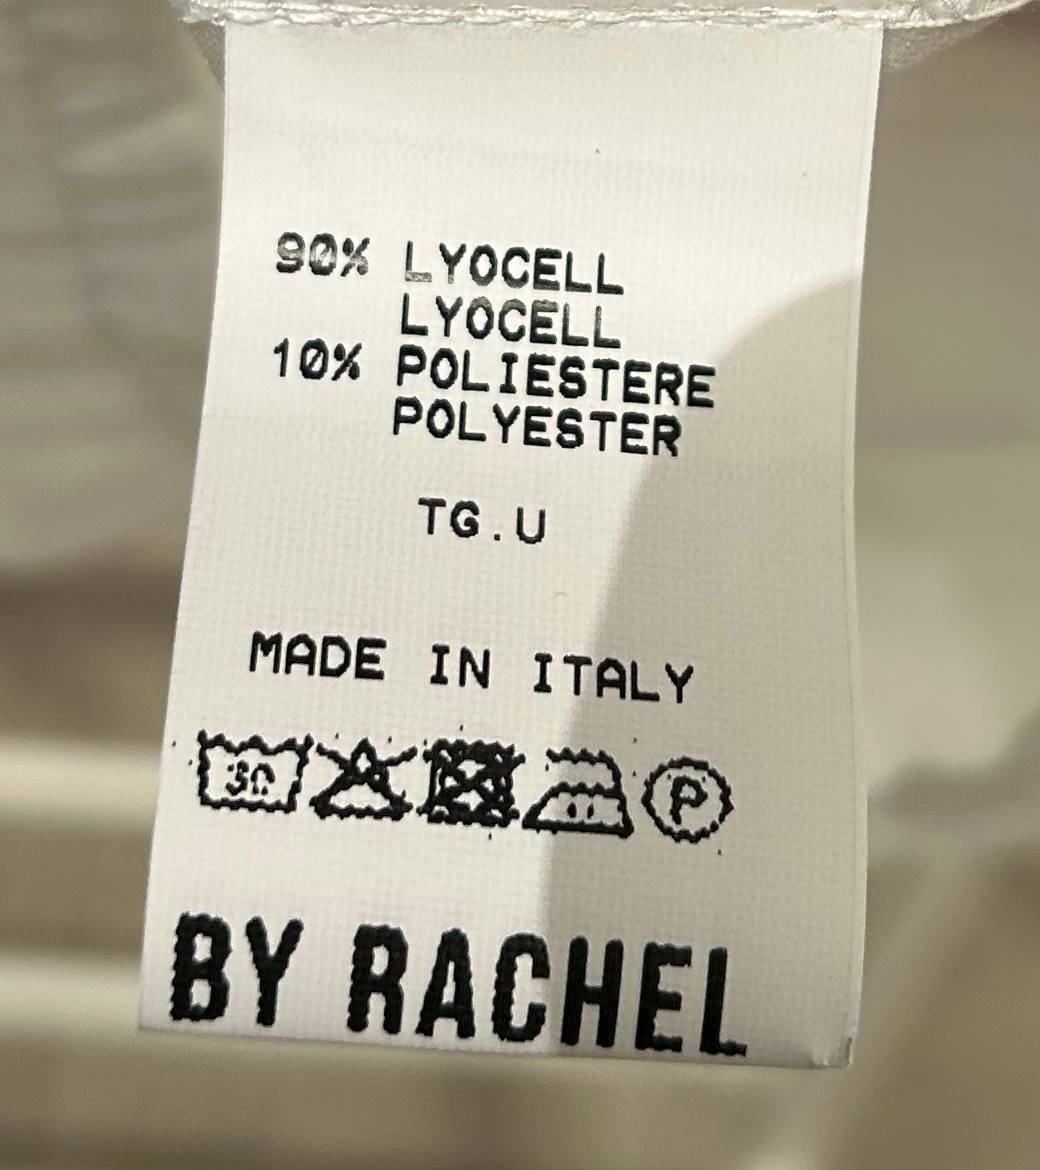 90% LYOCELL
LYOCELL
10% POLIESTERE
POLYESTER
TG.U
MADE IN ITALY
30 P
BY RACHEL